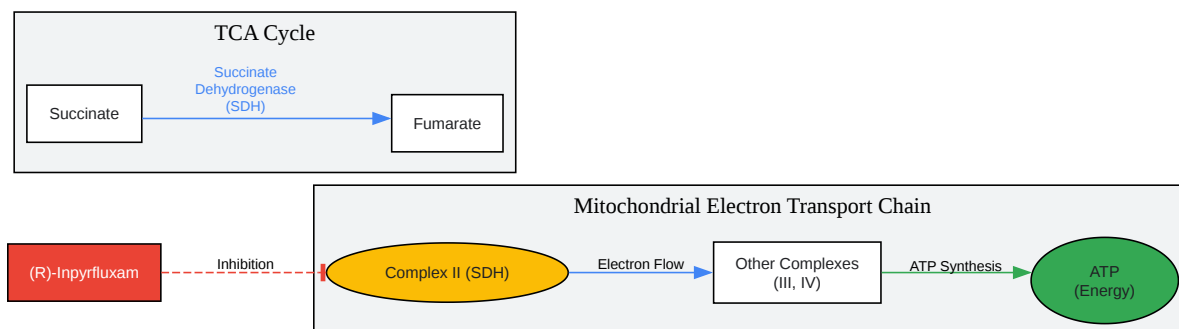 TCA Cycle
Succinate
Dehydrogenase
(SDH)
Succinate
Fumarate
Mitochondrial Electron Transport Chain
(R)-Inpyrfluxam
Inhibition
Complex II (SDH)
Electron Flow
Other Complexes
(III, IV)
ATP Synthesis
ATP
(Energy)